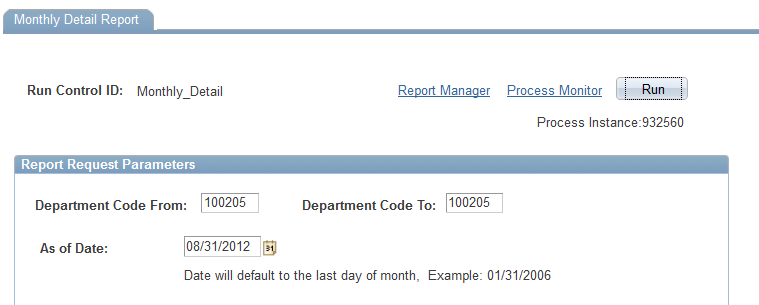 Monthly Detail Report
Run Control ID: Monthly_Detail Report Manager Process Monitor Run
Process Instance:932560
Report Request Parameters
Department Code From: 100205 Department Code To: 100205
As of Date: 08/31/2012 31
Date will default to the last day of month, Example: 01/31/2006